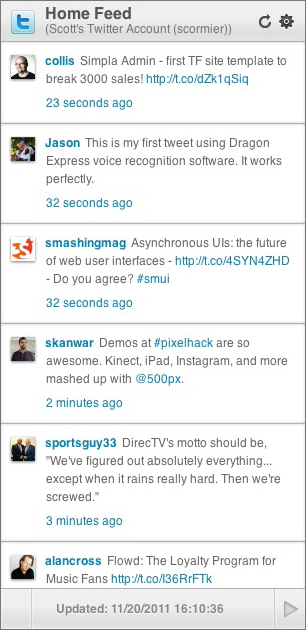 Home Feed
(Scott's Twitter Account (scormier))
collis Simpla Admin - first TF site template to
break 3000 sales! http://t.co/dZk1qSiq
23 seconds ago
Jason This is my first tweet using Dragon
Express voice recognition software. It works
perfectly.
32 seconds ago
smashingmag Asynchronous UIs: the future
of web user interfaces - http://t.co/4SYN4ZHD
- Do you agree? #smui
32 seconds ago
skanwar Demos at #pixelhack are so
awesome. Kinect, iPad, Instagram, and more
mashed up with @500px.
2 minutes ago
sportsguy33 DirecTV's motto should be,
"We've figured out absolutely everything...
except when it rains really hard. Then we're
screwed."
3 minutes ago
alancross Flowd: The Loyalty Program for
Music Fans http://t.co/I36RrFTk
Updated: 11/20/2011 16:10:36